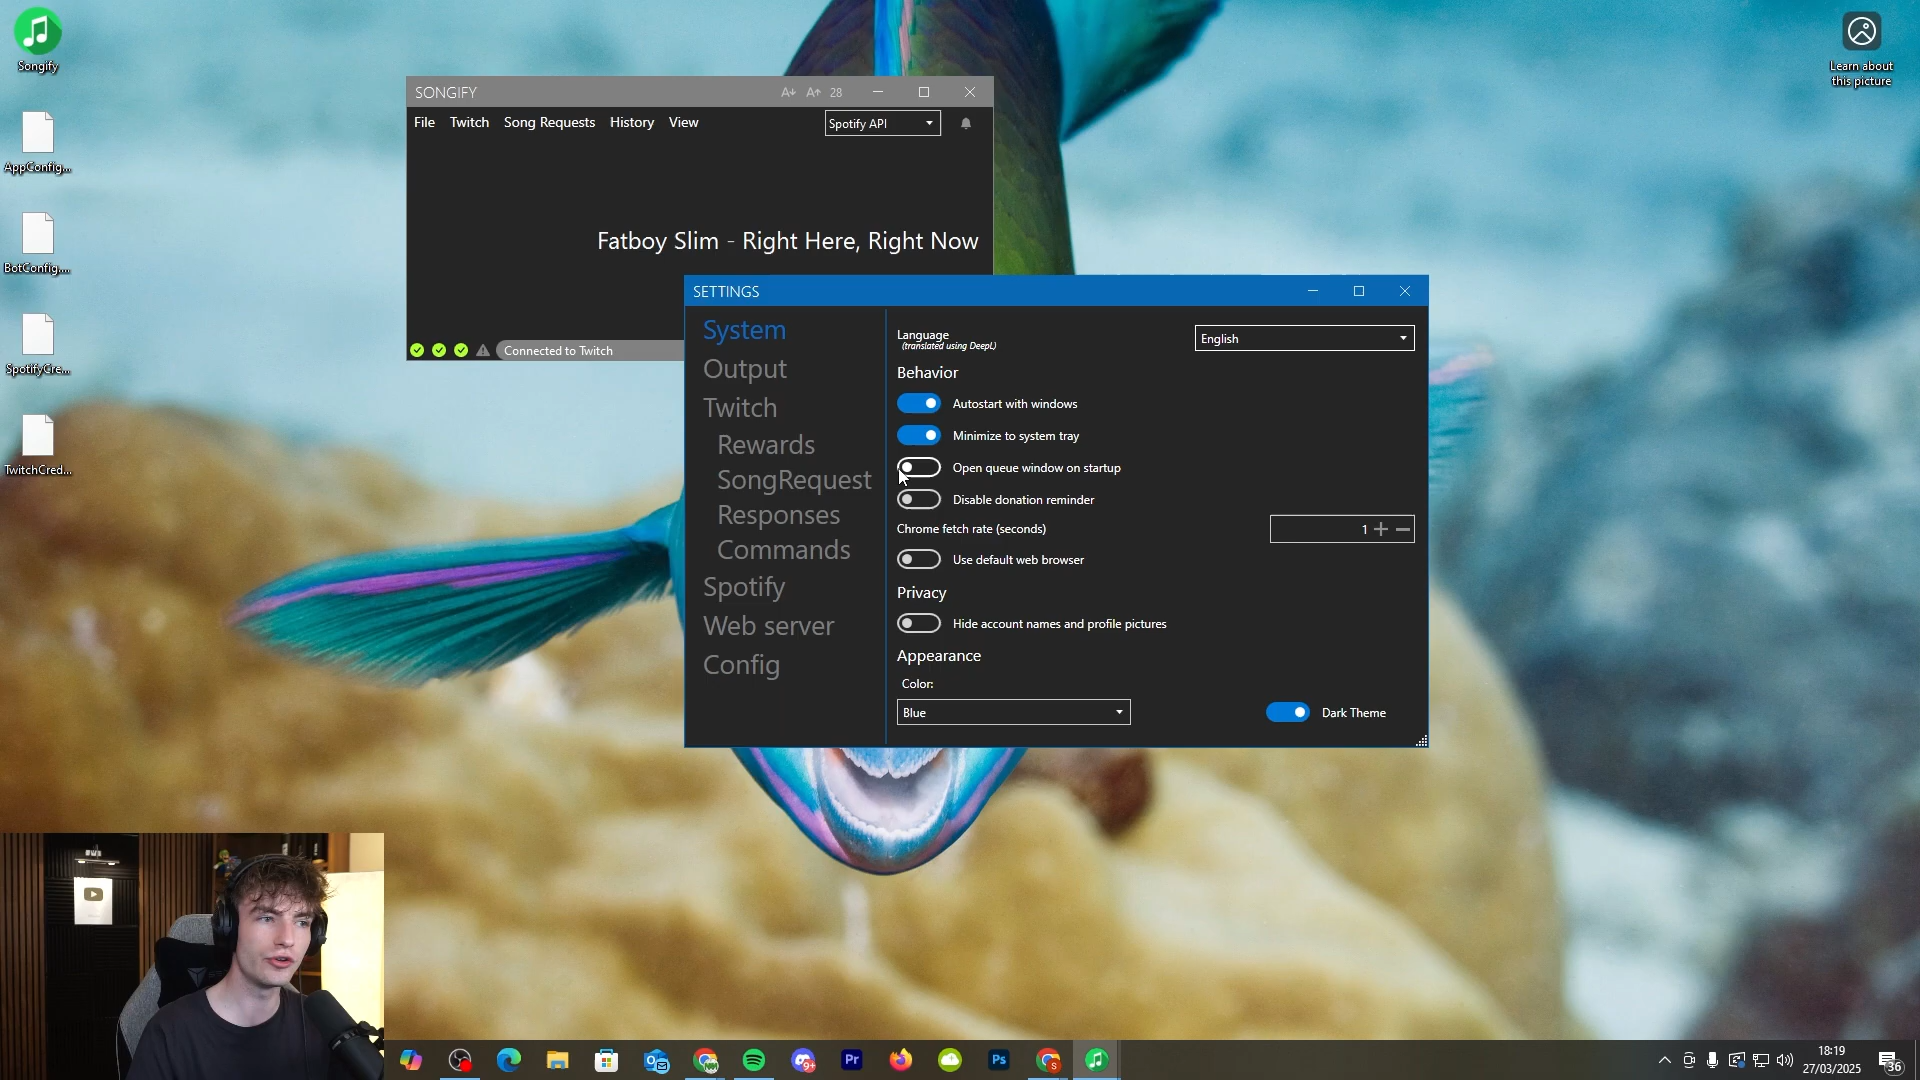 Songify
AppConfig...
BotConfig....
SpotifyCre...
TwitchCred...
Learn about
this picture
SONGIFY
28
File Twitch Song Requests History View
Spotify API
Fatboy Slim - Right Here, Right Now
Connected to Twitch
SETTINGS
System
Output
Twitch
Rewards
SongRequest
Responses
Commands
Spotify
Web server
Config
Language
(translated using DeepL)
English
Behavior
Autostart with windows
Minimize to system tray
Open queue window on startup
Disable donation reminder
Chrome fetch rate (seconds)
1
Use default web browser
Privacy
Hide account names and profile pictures
Appearance
Color:
Blue
Dark Theme
9+
Pr
Ps
S
18:19
27/03/2025
36